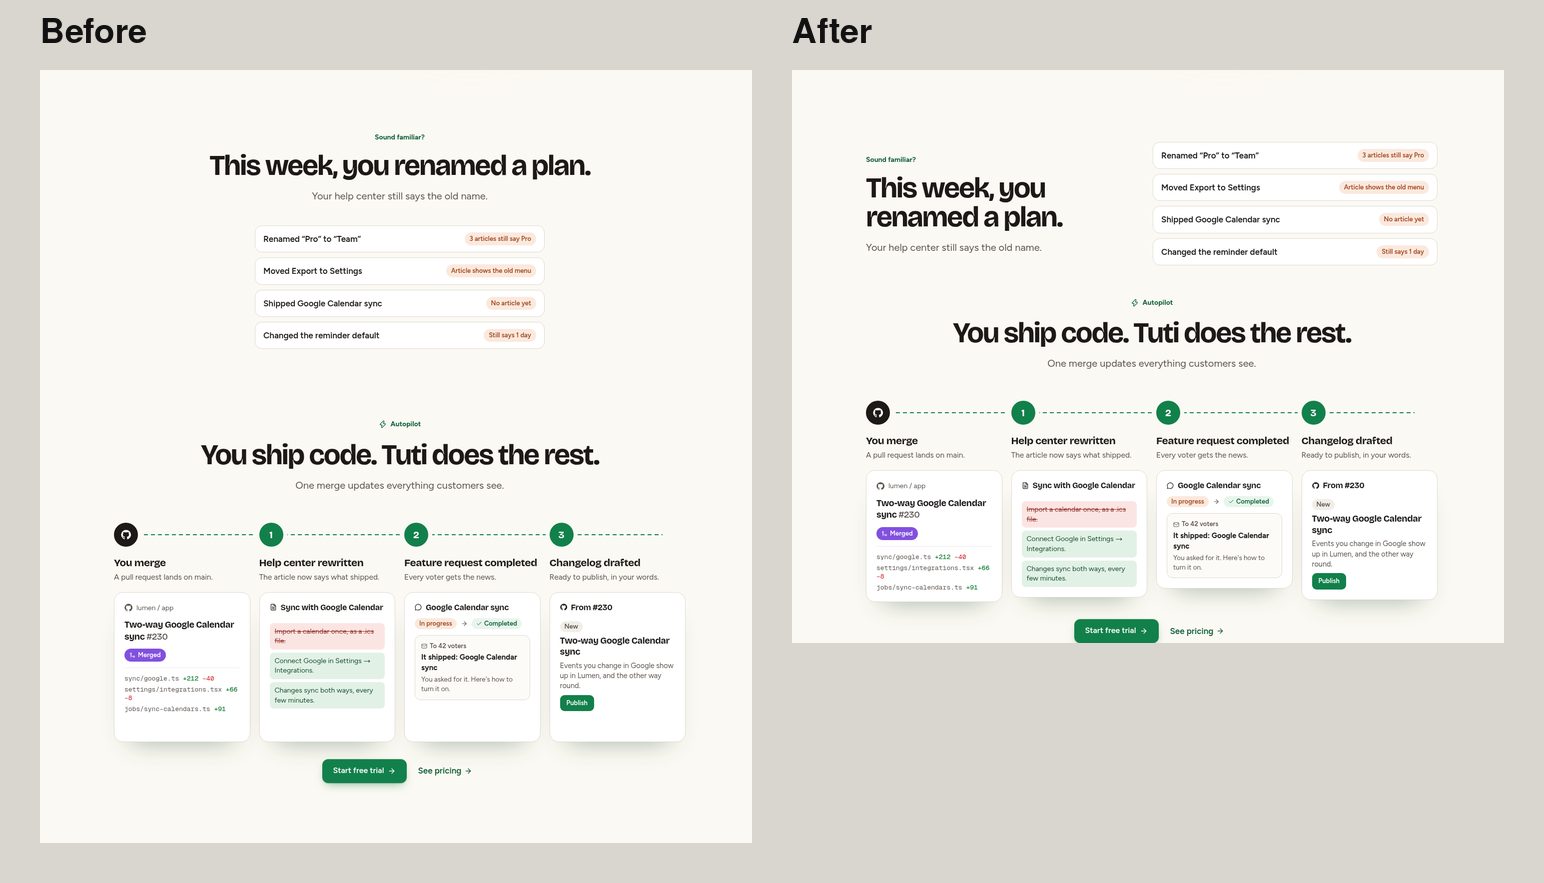 Before
Sound familiar?
This week, you renamed a plan.
Your help center still says the old name.
Renamed “Pro” to “Team”
3 articles still say Pro
Moved Export to Settings
Article shows the old menu
Shipped Google Calendar sync
No article yet
Changed the reminder default
Still says 1 day
Autopilot
You ship code. Tuti does the rest.
One merge updates everything customers see.
1
2
3
You merge
A pull request lands on main.
Help center rewritten
The article now says what shipped.
Feature request completed
Every voter gets the news.
Changelog drafted
Ready to publish, in your words.
lumen / app
Two-way Google Calendar
sync #230
Merged
sync/google.ts +212 −40
settings/integrations.tsx +66
−8
jobs/sync-calendars.ts +91
Sync with Google Calendar
Import a calendar once, as a .ics
file.
Connect Google in Settings →
Integrations.
Changes sync both ways, every
few minutes.
Google Calendar sync
In progress → ✓ Completed
To 42 voters
It shipped: Google Calendar
sync
You asked for it. Here’s how to
turn it on.
From #230
New
Two-way Google Calendar
sync
Events you change in Google show
up in Lumen, and the other way
round.
Publish
Start free trial →
See pricing →
After
Sound familiar?
This week, you
renamed a plan.
Your help center still says the old name.
Renamed “Pro” to “Team”
3 articles still say Pro
Moved Export to Settings
Article shows the old menu
Shipped Google Calendar sync
No article yet
Changed the reminder default
Still says 1 day
Autopilot
You ship code. Tuti does the rest.
One merge updates everything customers see.
1
2
3
You merge
A pull request lands on main.
Help center rewritten
The article now says what shipped.
Feature request completed
Every voter gets the news.
Changelog drafted
Ready to publish, in your words.
lumen / app
Two-way Google Calendar
sync #230
Merged
sync/google.ts +212 −40
settings/integrations.tsx +66
−8
jobs/sync-calendars.ts +91
Sync with Google Calendar
Import a calendar once, as a .ics
file.
Connect Google in Settings →
Integrations.
Changes sync both ways, every
few minutes.
Google Calendar sync
In progress → ✓ Completed
To 42 voters
It shipped: Google Calendar
sync
You asked for it. Here’s how to
turn it on.
From #230
New
Two-way Google Calendar
sync
Events you change in Google show
up in Lumen, and the other way
round.
Publish
Start free trial →
See pricing →